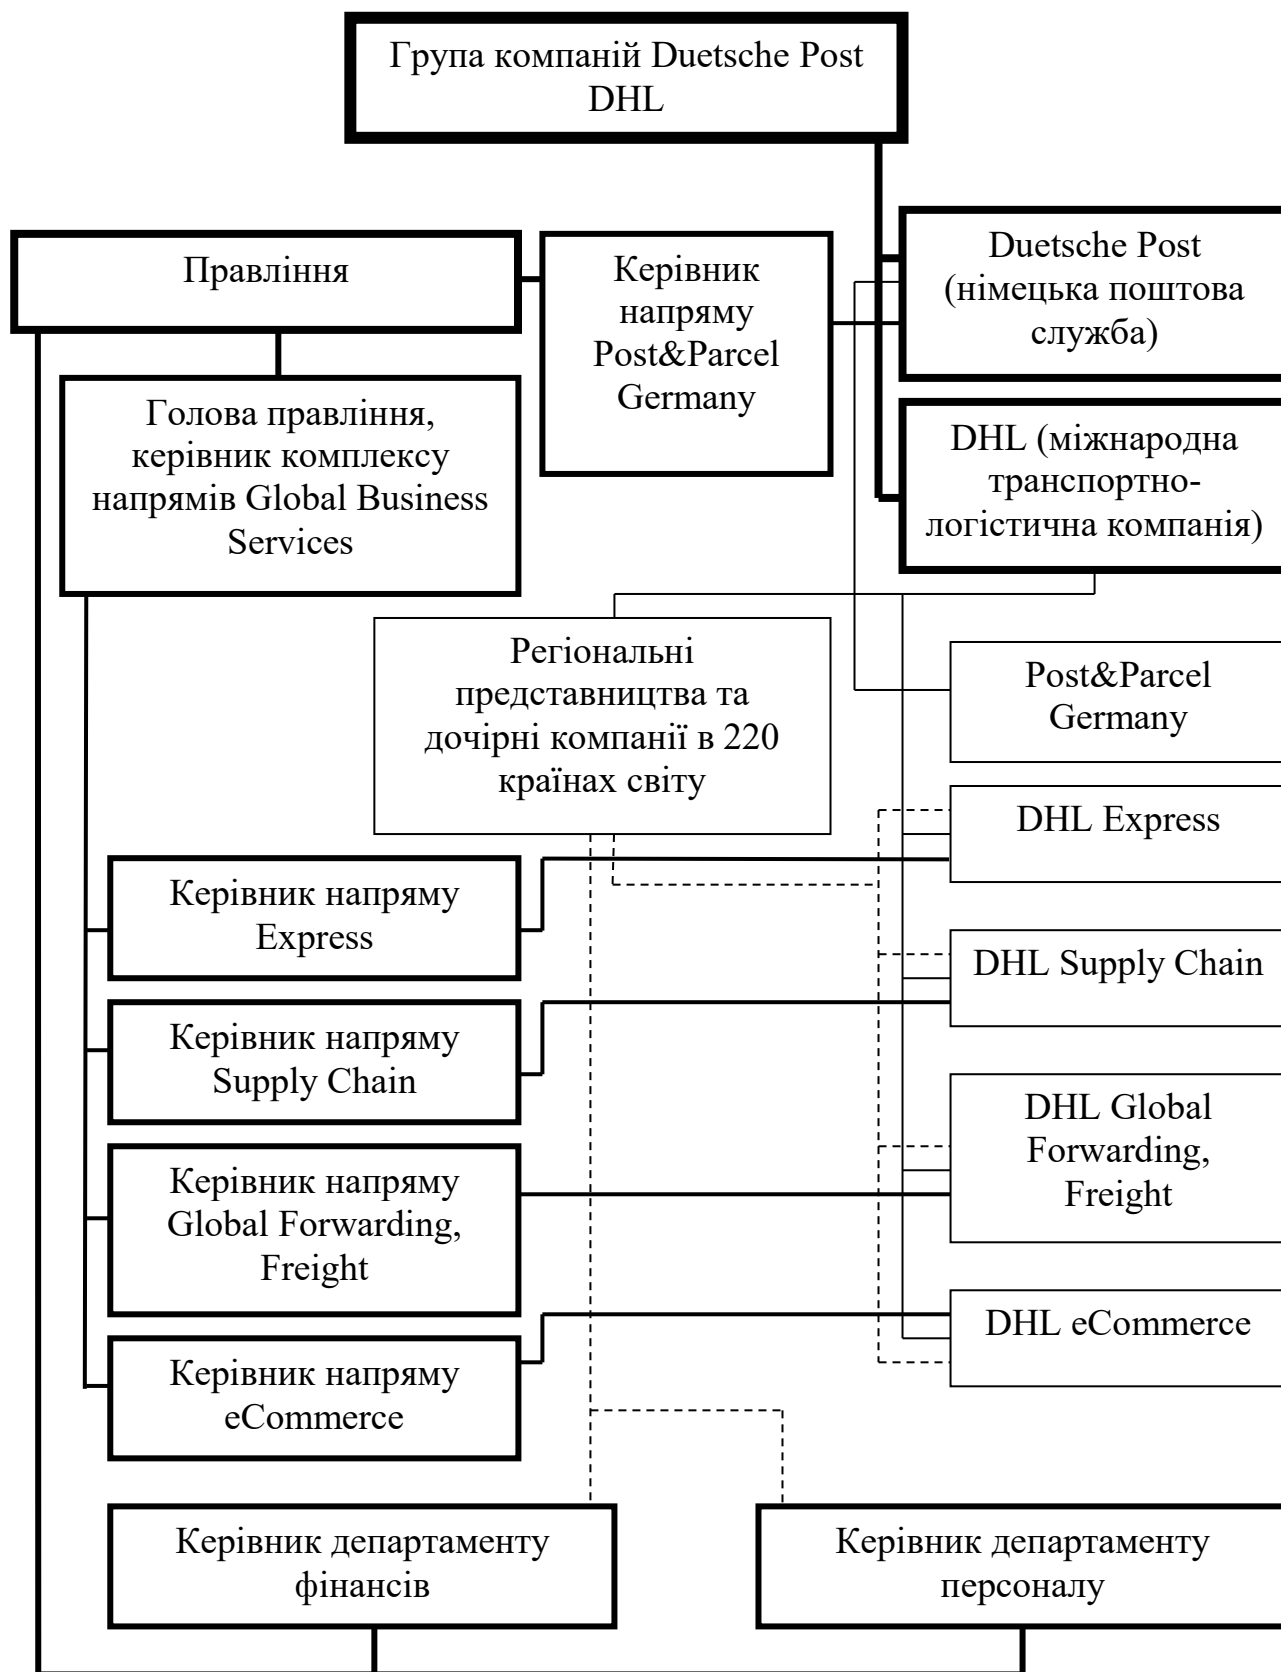 Група компаній Duetsche Post
DHL
Правління
Керівник
напряму
Post&Parcel
Germany
Duetsche Post
(німецька поштова
служба)
Голова правління,
керівник комплексу
напрямів Global Business
Services
DHL (міжнародна
транспортно-
логістична компанія)
Регіональні
представництва та
дочірні компанії в 220
країнах світу
Post&Parcel
Germany
DHL Express
Керівник напряму
Express
DHL Supply Chain
Керівник напряму
Supply Chain
DHL Global
Forwarding,
Freight
Керівник напряму
Global Forwarding,
Freight
DHL eCommerce
Керівник напряму
eCommerce
Керівник департаменту
фінансів
Керівник департаменту
персоналу